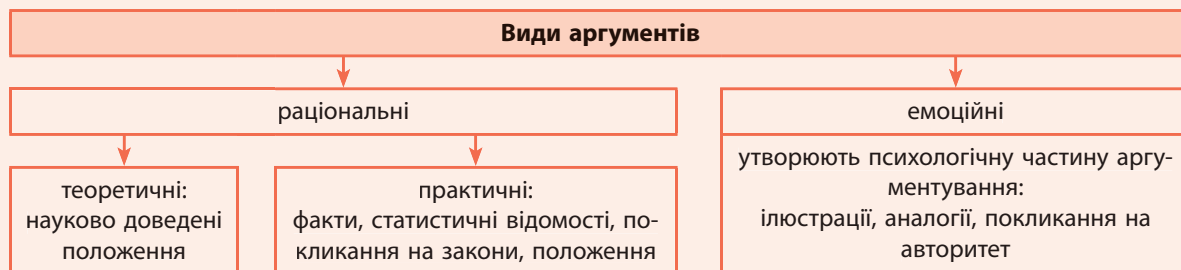 Види аргументів
раціональні
емоційні
теоретичні:
науково доведені
положення
практичні:
факти, статистичні відомості, по-
кликання на закони, положення
утворюють психологічну частину аргу-
ментування:
ілюстрації, аналогії, покликання на
авторитет